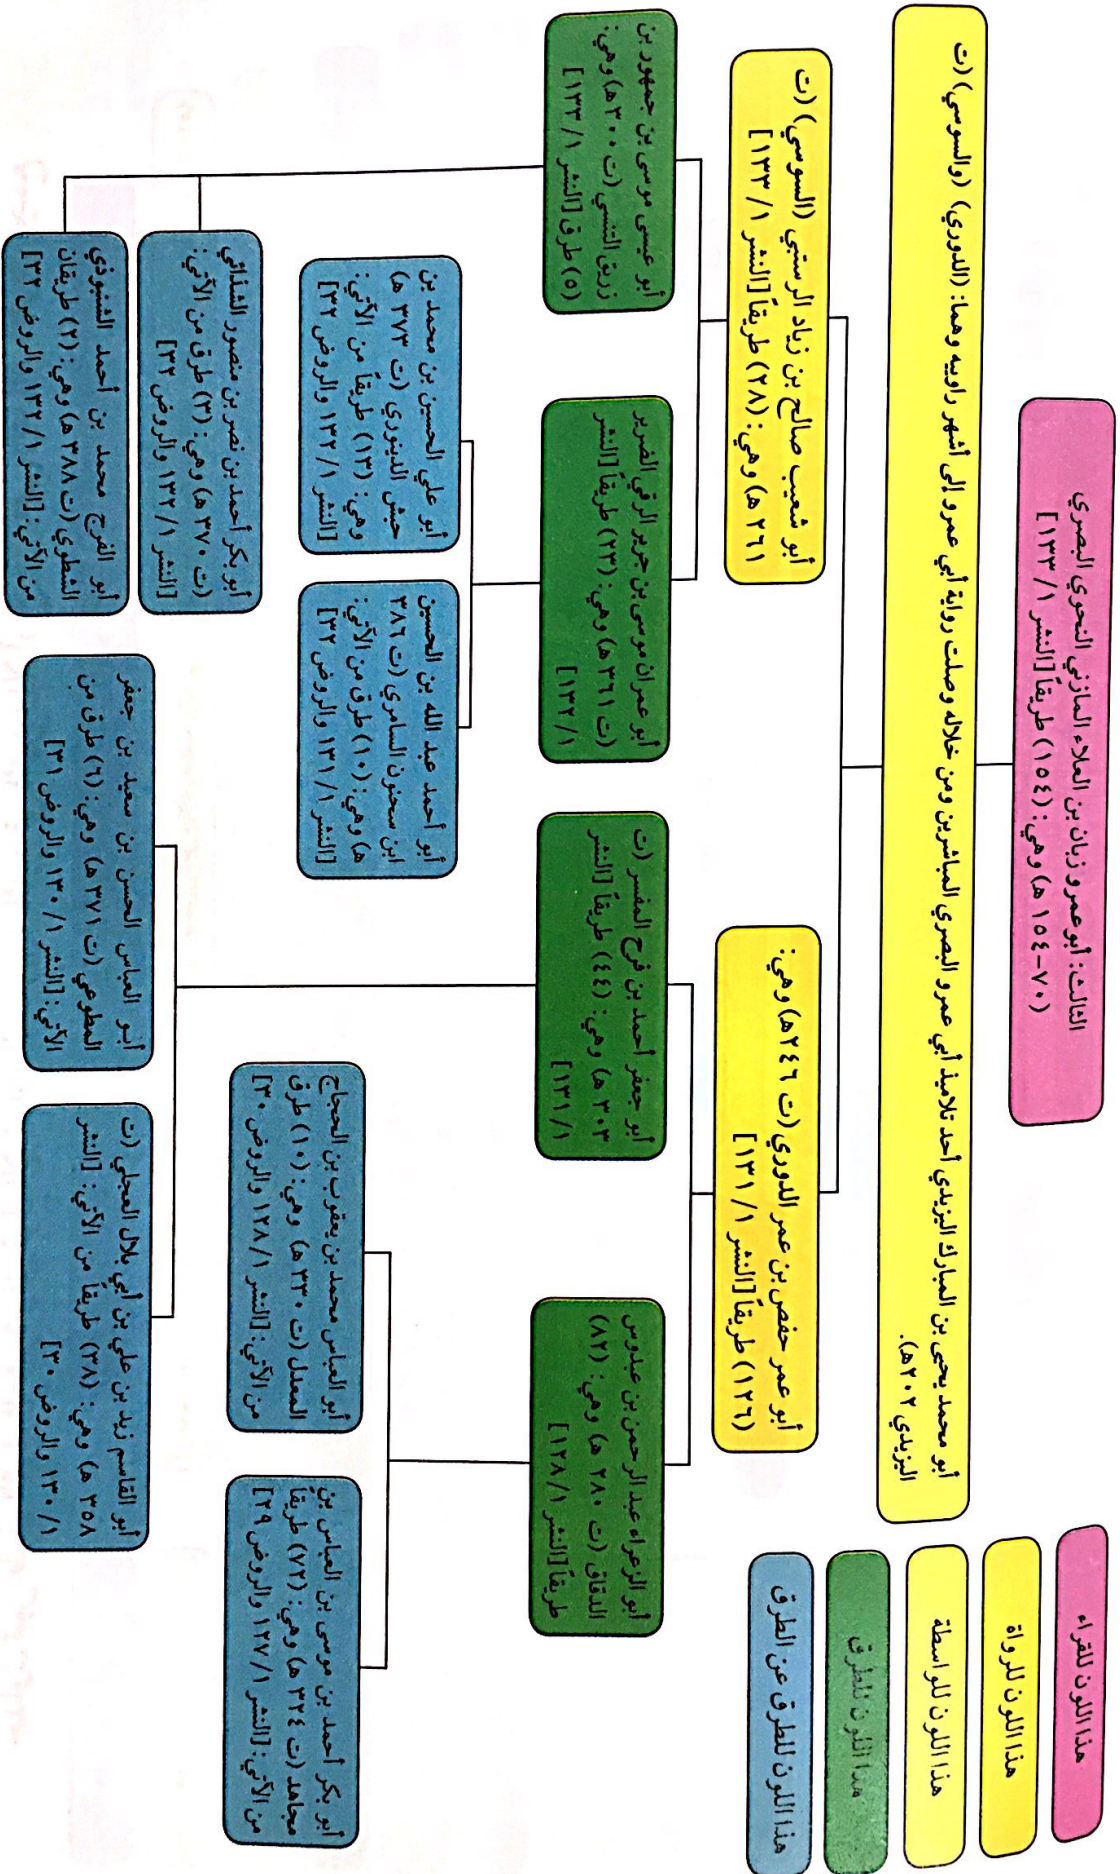 الثالث: أبو عمرو زبان بن العلاء المازني النحوي البصري
(٧٠-١٥٤ هـ) وهي: (١٥٤) طريقاً [النشر ١/ ١٣٣]
أبو محمد يحيى بن المبارك اليزيدي أحد تلاميذ أبي عمرو البصري المباشرين ومن خلاله وصلت رواية أبي عمرو إلى أشهر راوييه وهما: (الدوري) (والسوسي) (ت
اليزيدي ٢٠٢هـ).
أبو عمر حفص بن عمر الدوري (ت ٢٤٦هـ) وهي:
(١٢٦) طريقاً [النشر ١/ ١٣١]
أبو شعيب صالح بن زياد الرستبي (السوسي) (ت
٢٦١ هـ) وهي: (٢٨) طريقاً [النشر ١/ ١٣٣]
أبو الزعراء عبد الرحمن بن عبدوس
الدقاق (ت ٢٨٠ هـ) وهي: (٨٢)
طريقاً [النشر ١/ ١٢٨]
أبو جعفر أحمد بن فرح المفسر (ت
٣٠٣ هـ) وهي: (٤٤) طريقاً [النشر
١/ ١٣١]
أبو عمران موسى بن جرير الرقي الضرير
(ت ٣٦١ هـ) وهي: (٢٣) طريقاً [النشر
١/ ١٣٢]
أبو عيسى موسى بن جمهور بن
زريق التنسي (ت ٣٠٠ هـ) وهي:
(٥) طرق [النشر ١/ ١٣٣]
أبو بكر أحمد بن موسى بن العباس بن
مجاهد (ت ٣٢٤ هـ) وهي: (٧٢) طريقاً
من الآتي: [النشر ١/ ١٢٧ والروض ٢٩]
أبو العباس محمد بن يعقوب بن الحجاج
المعدل (ت ٣٣٠ هـ) وهي: (١٠) طرق
من الآتي: [النشر ١/ ١٢٨ والروض ٣٠]
أبو القاسم زيد بن علي بن أبي بلال العجلي (ت
٣٥٨ هـ) وهي: (٣٨) طريقاً من الآتي: [النشر
١/ ١٣٠ والروض ٣٠]
أبو العباس الحسن بن سعيد بن جعفر
المطوعي (ت ٣٧١ هـ) وهي: (٦) طرق من
الآتي: [النشر ١/ ١٣٠ والروض ٣١]
أبو أحمد عبد الله بن الحسين
ابن سحنون السامري (ت ٣٨٦
هـ) وهي: (١٠) طرق من الآتي:
[النشر ١/ ١٣١ والروض ٣٢]
أبو علي الحسين بن محمد بن
حبش الدينوري (ت ٣٧٣ هـ)
وهي: (١٣) طريقاً من الآتي:
[النشر ١/ ١٣٢ والروض ٣٢]
أبو بكر أحمد بن نصر بن منصور الشذائي
(ت ٣٧٠ هـ) وهي: (٣) طرق من الآتي:
[النشر ١/ ١٣٢ والروض ٣٢]
أبو الفرج محمد بن أحمد الشنبوذي
الشطوي (ت ٣٨٨ هـ) وهي: (٢) طريقان
من الآتي: [النشر ١/ ١٣٢ والروض ٣٢]
هذا اللون للقراء
هذا اللون للرواة
هذا اللون للواسطة
هذا اللون للطرق
هذا اللون للطرق عن الطرق